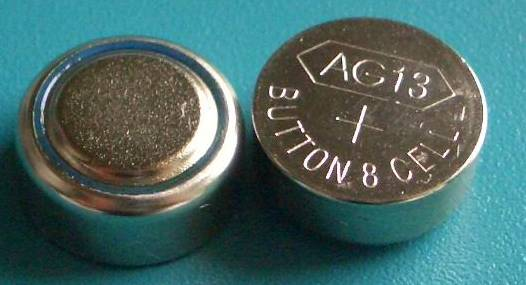 AG13
+
BUTTON 8 CELL